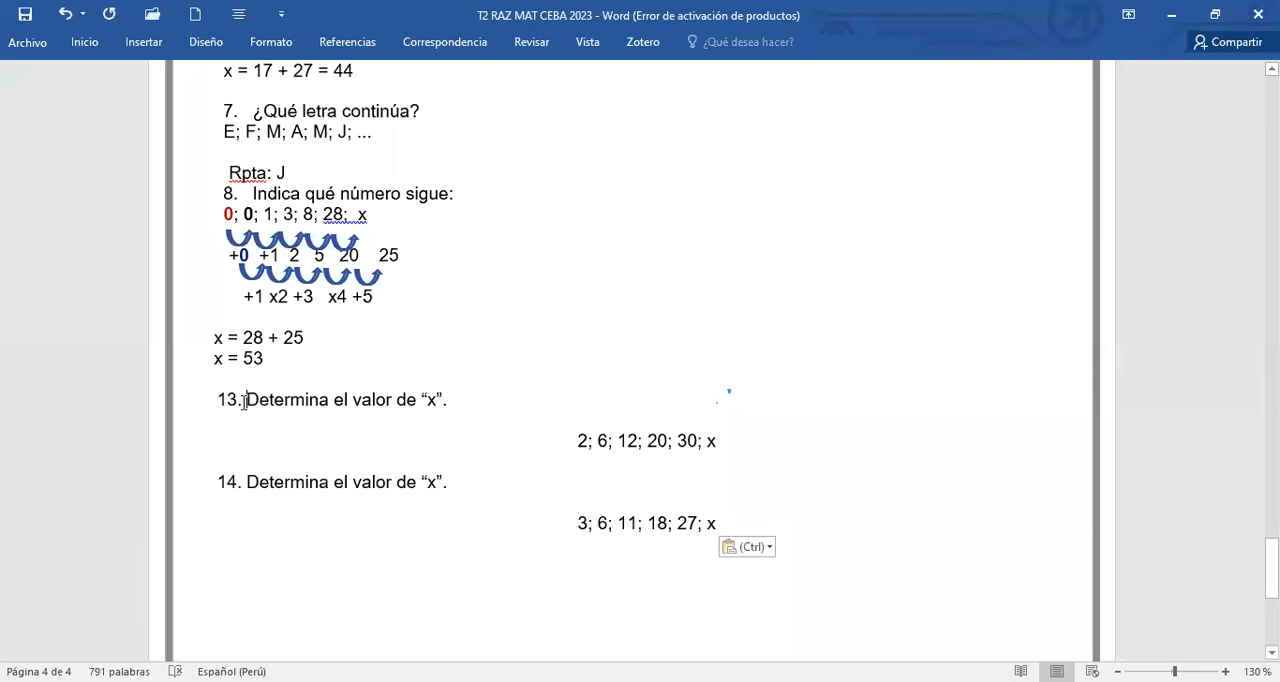 T2 RAZ MAT CEBA 2023 - Word (Error de activación de productos)
Archivo Inicio Insertar Diseño Formato Referencias Correspondencia Revisar Vista Zotero ¿Qué desea hacer? Compartir
x = 17 + 27 = 44
7. ¿Qué letra continúa?
E; F; M; A; M; J; ...
Rpta: J
8. Indica qué número sigue:
0; 0; 1; 3; 8; 28; x
+0 +1 2 5 20 25
+1 x2 +3 x4 +5
x = 28 + 25
x = 53
13. Determina el valor de “x”.
2; 6; 12; 20; 30; x
14. Determina el valor de “x”.
3; 6; 11; 18; 27; x
(Ctrl)
Página 4 de 4 791 palabras Español (Perú) 130 %